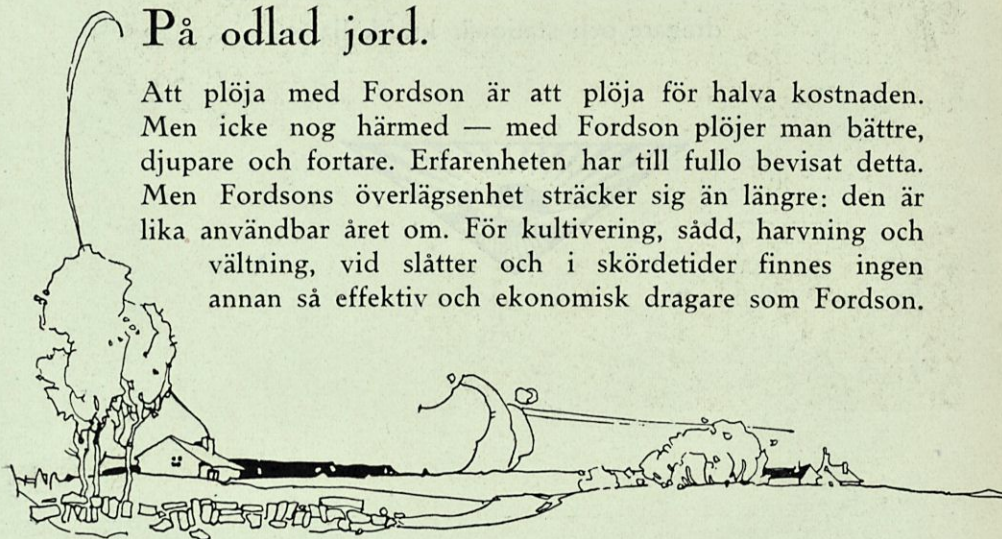 På odlad jord.
Att plöja med Fordson är att plöja för halva kostnaden.
Men icke nog härmed — med Fordson plöjer man bättre,
djupare och fortare. Erfarenheten har till fullo bevisat detta.
Men Fordsons överlägsenhet sträcker sig än längre: den är
lika användbar året om. För kultivering, sådd, harvning och
vältning, vid slåtter och i skördetider finnes ingen
annan så effektiv och ekonomisk dragare som Fordson.